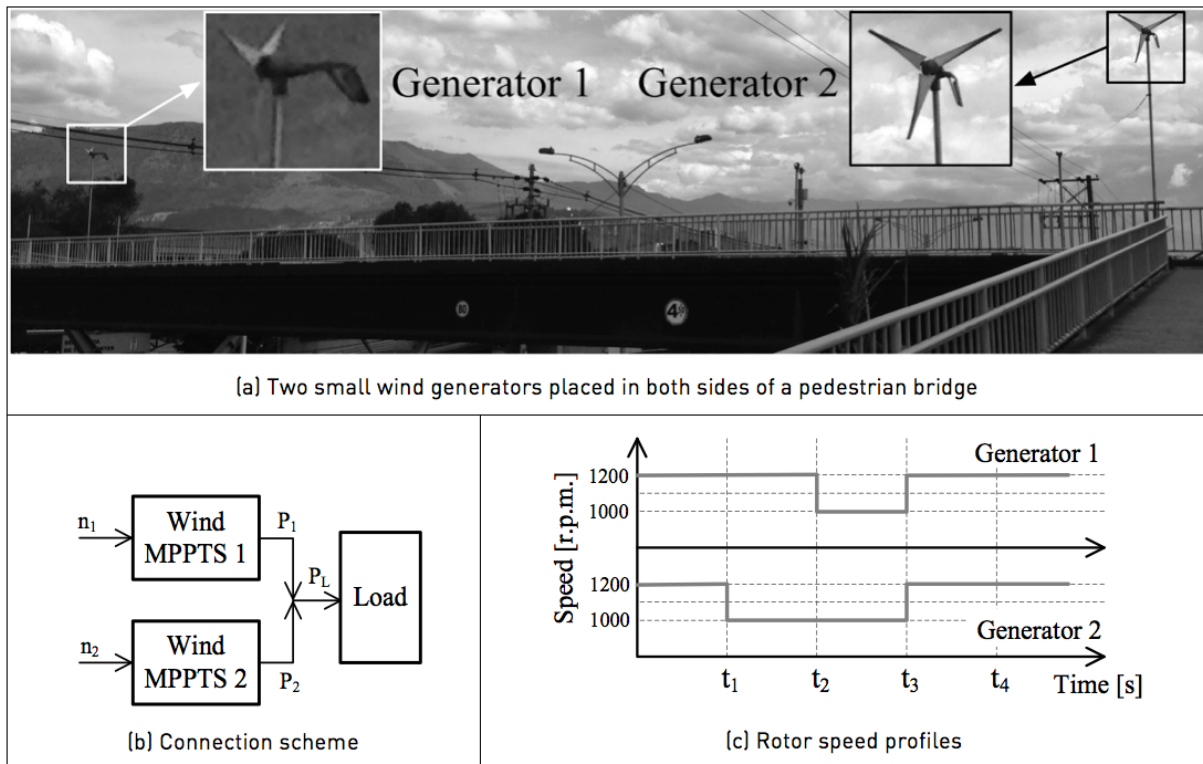 Generator 1
Generator 2
80
(a) Two small wind generators placed in both sides of a pedestrian bridge
n1
Wind
MPPTS 1
P1
PL
Load
n2
Wind
MPPTS 2
P2
(b) Connection scheme
Speed [r.p.m.]
1200
1000
Generator 1
1200
1000
Generator 2
t1
t2
t3
t4
Time [s]
(c) Rotor speed profiles